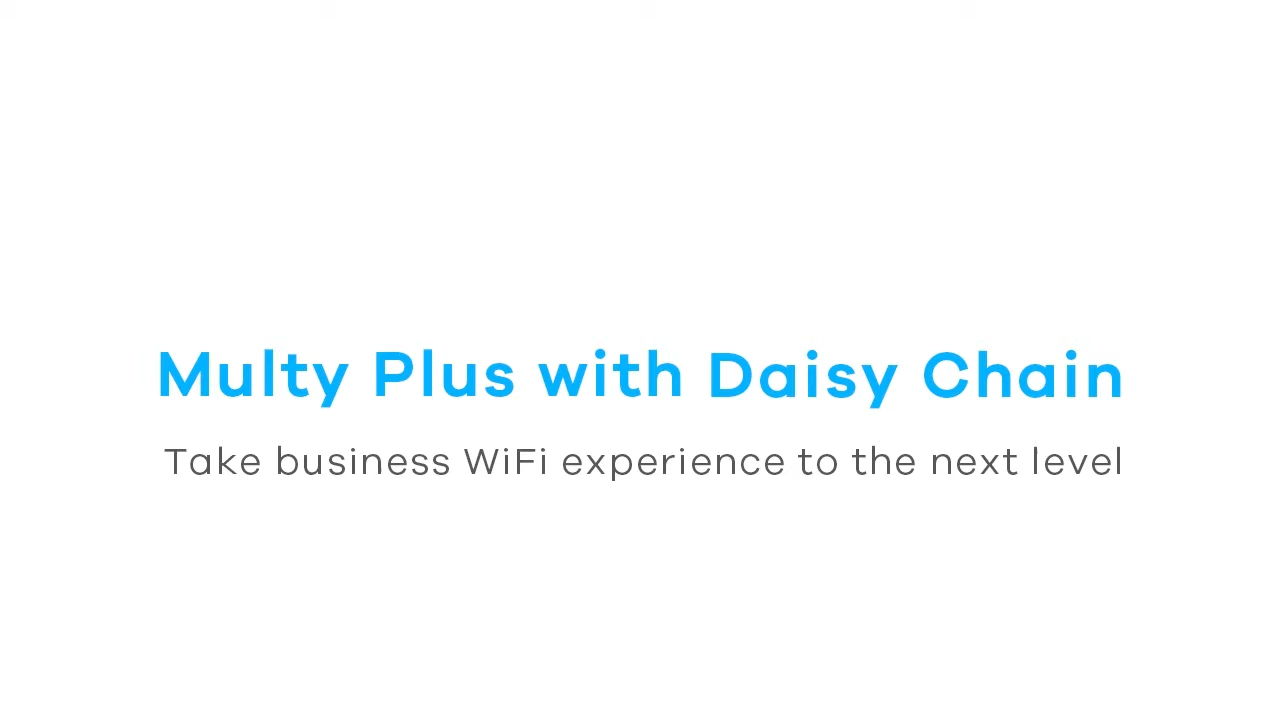 Multy Plus with Daisy Chain
Take business WiFi experience to the next level